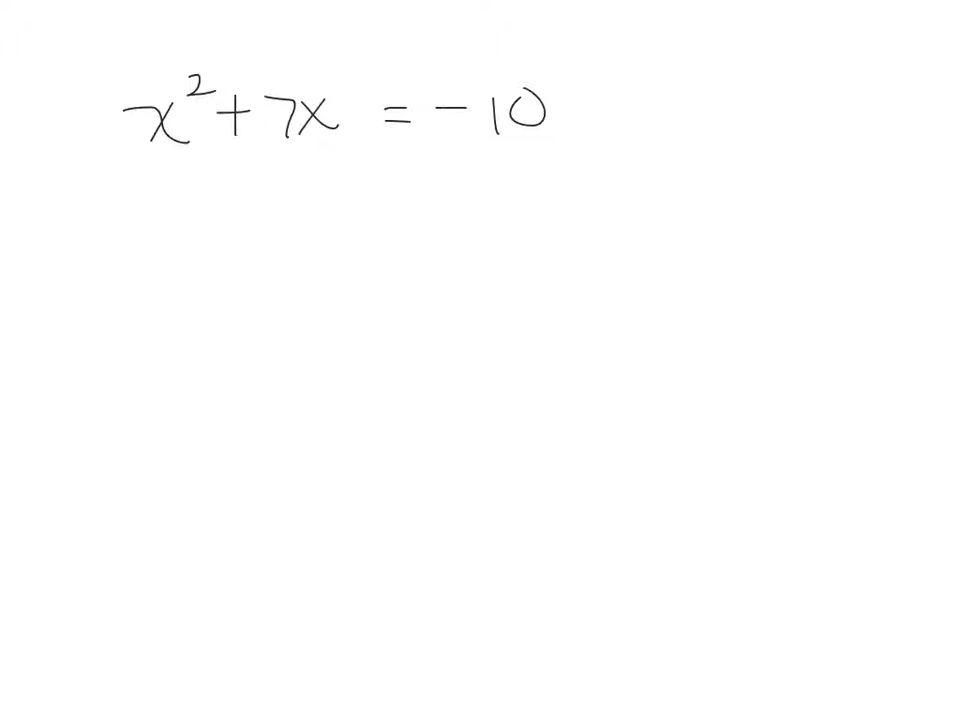 x² + 7x = -10